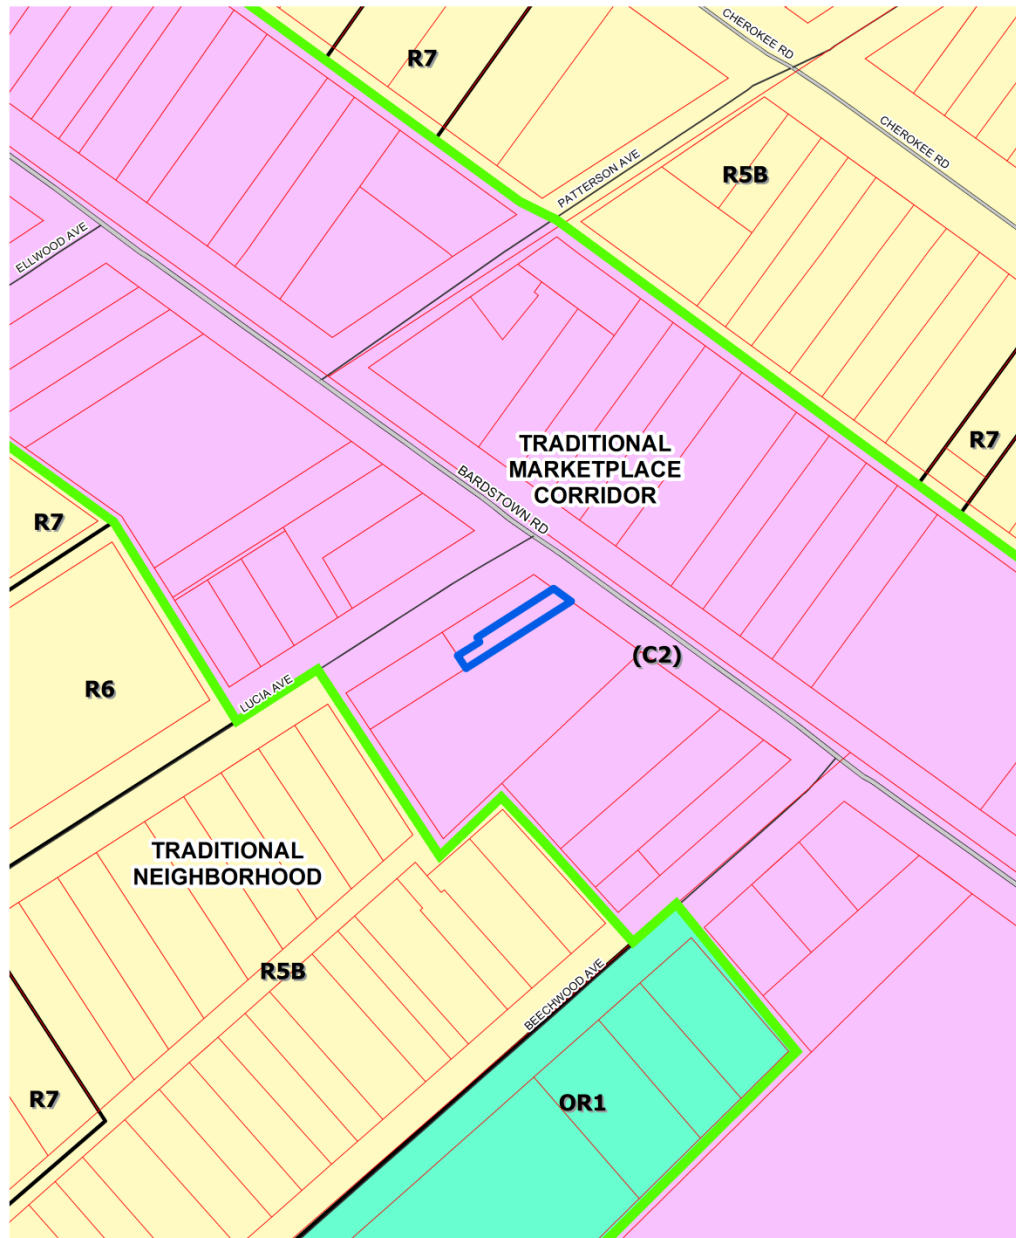 CHEROKEE RD
R7
CHEROKEE RD
PATTERSON AVE
R5B
ELLWOOD AVE
R7
TRADITIONAL
MARKETPLACE
CORRIDOR
BARDSTOWN RD
R7
(C2)
R6
LUCIA AVE
TRADITIONAL
NEIGHBORHOOD
R5B
BEECHWOOD AVE
R7
OR1